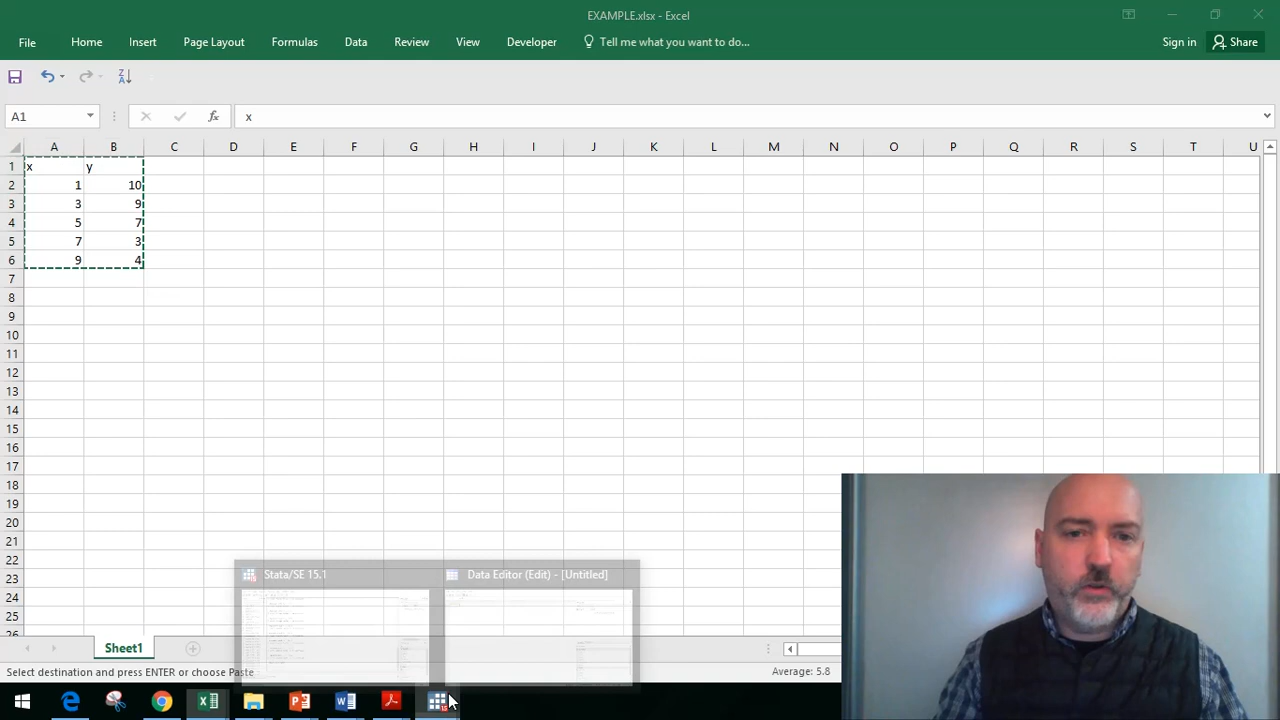 EXAMPLE.xlsx - Excel
File Home Insert Page Layout Formulas Data Review View Developer Tell me what you want to do... Sign in Share
A1 fx x
A B C D E F G H I J K L M N O P Q R S T U
1 x y
2 1 10
3 3 9
4 5 7
5 7 3
6 9 4
7
8
9
10
11
12
13
14
15
16
17
18
19
20
21
22
Stata/SE 15.1 Data Editor (Edit) - [Untitled]
23
24
25
26
Sheet1
Select destination and press ENTER or choose Paste Average: 5.8